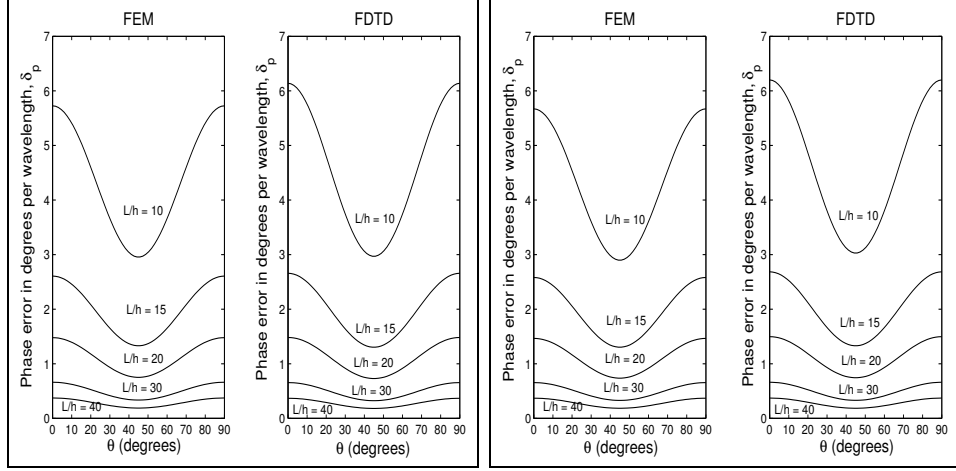 FEM
Phase error in degrees per wavelength, δp
7
6
5
4
3
2
1
0
L/h = 10
L/h = 15
L/h = 20
L/h = 30
L/h = 40
0 10 20 30 40 50 60 70 80 90
θ (degrees)
FDTD
Phase error in degrees per wavelength, δp
7
6
5
4
3
2
1
0
L/h = 10
L/h = 15
L/h = 20
L/h = 30
L/h = 40
0 10 20 30 40 50 60 70 80 90
θ (degrees)
FEM
Phase error in degrees per wavelength, δp
7
6
5
4
3
2
1
0
L/h = 10
L/h = 15
L/h = 20
L/h = 30
L/h = 40
0 10 20 30 40 50 60 70 80 90
θ (degrees)
FDTD
Phase error in degrees per wavelength, δp
7
6
5
4
3
2
1
0
L/h = 10
L/h = 15
L/h = 20
L/h = 30
L/h = 40
0 10 20 30 40 50 60 70 80 90
θ (degrees)